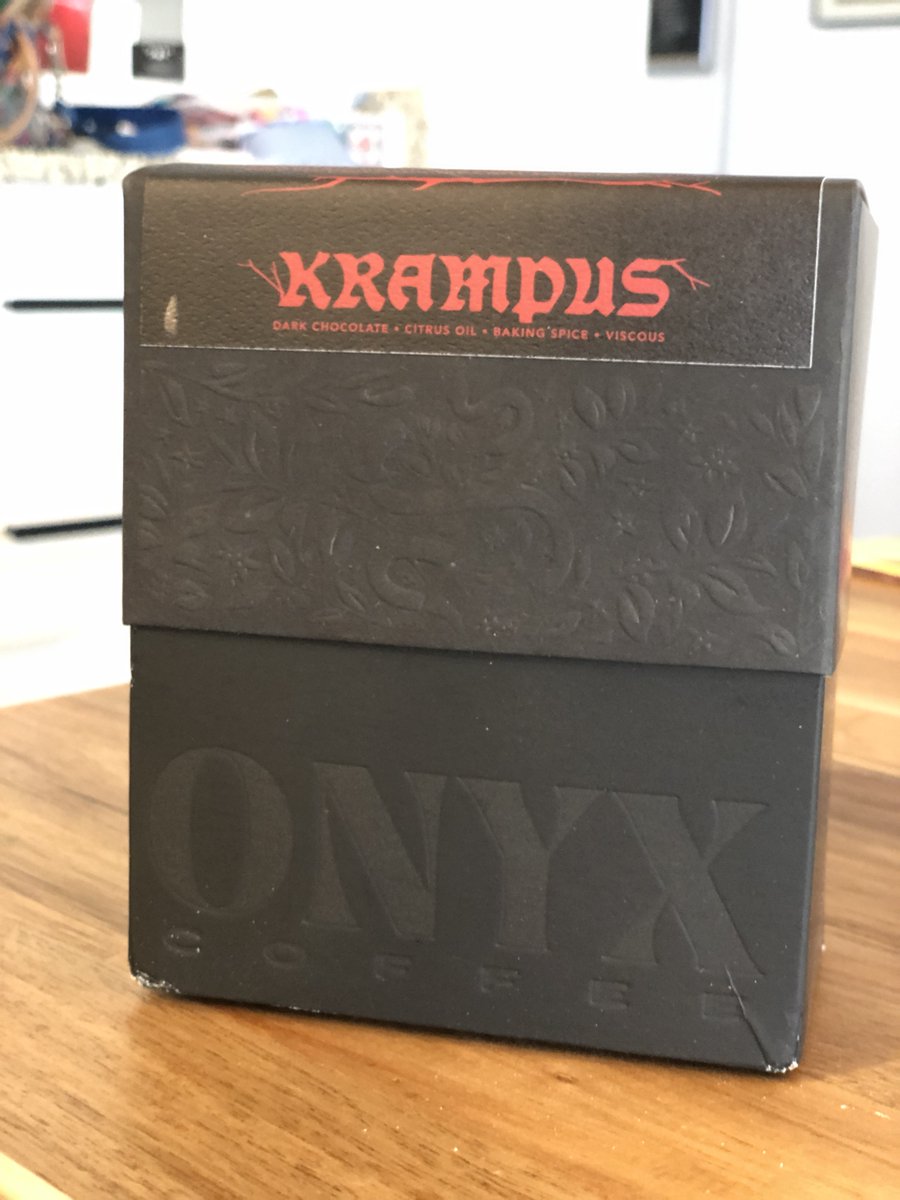 KRAMPUS
DARK CHOCOLATE • CITRUS OIL • BAKING SPICE • VISCOUS
ONYX
COFFEE